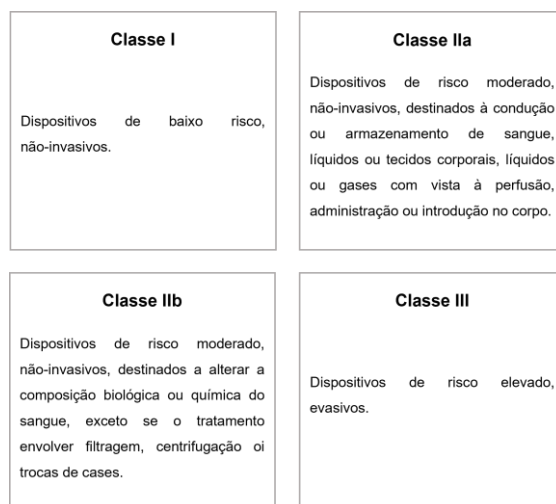 Classe I
Dispositivos de baixo risco,
não-invasivos.
Classe IIa
Dispositivos de risco moderado,
não-invasivos, destinados à condução
ou armazenamento de sangue,
líquidos ou tecidos corporais, líquidos
ou gases com vista à perfusão,
administração ou introdução no corpo.
Classe IIb
Dispositivos de risco moderado,
não-invasivos, destinados a alterar a
composição biológica ou química do
sangue, exceto se o tratamento
envolver filtragem, centrifugação oi
trocas de cases.
Classe III
Dispositivos de risco elevado,
evasivos.